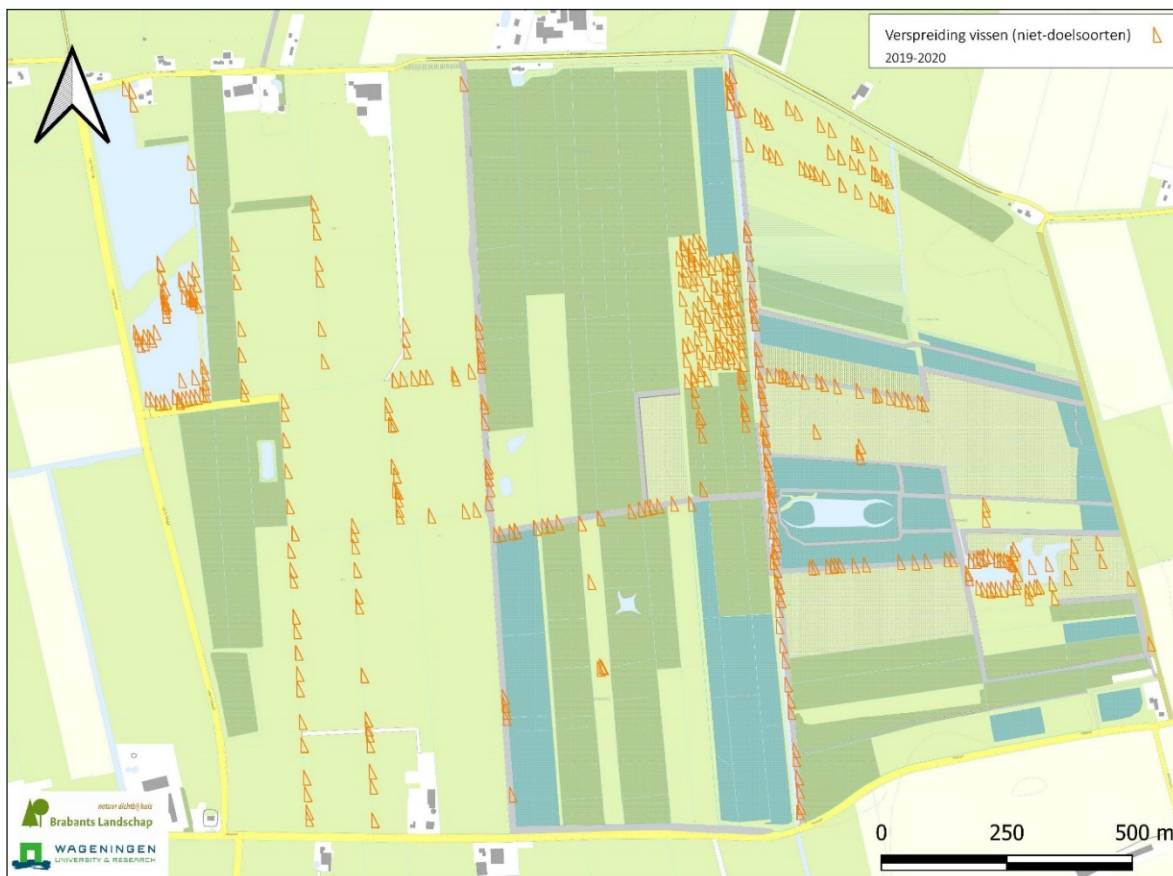 Verspreiding vissen (niet-doelsoorten)
2019-2020
natuur dichtbij huis
Brabants Landschap
WAGENINGEN
UNIVERSITY & RESEARCH
0 250 500 m